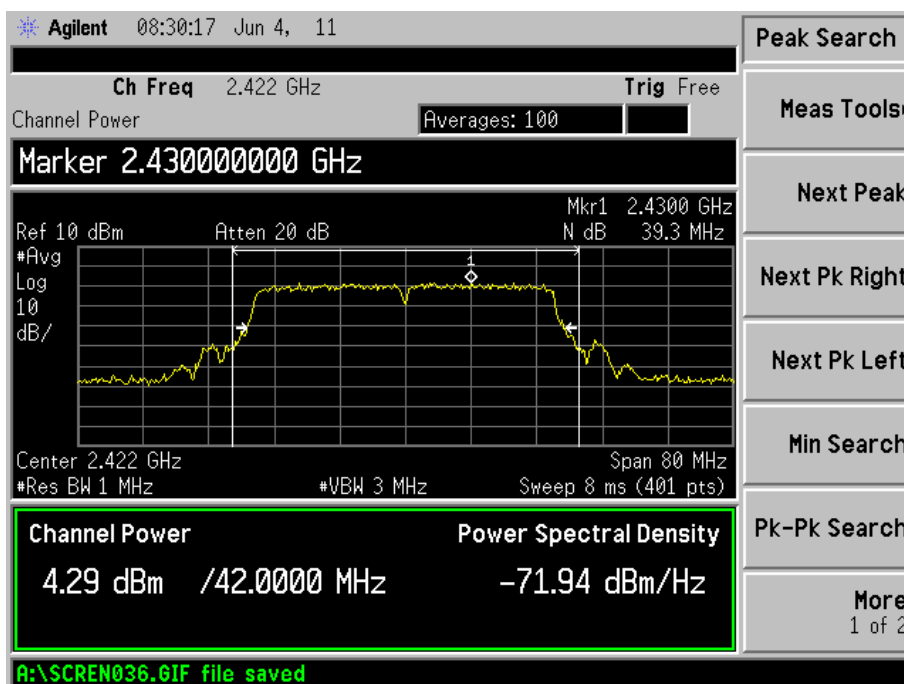 Agilent 08:30:17 Jun 4, 11
Peak Search
Ch Freq 2.422 GHz Trig Free
Channel Power Averages: 100
Meas Tools
Marker 2.430000000 GHz
Next Peak
Mkr1 2.4300 GHz
Ref 10 dBm Atten 20 dB N dB 39.3 MHz
#Avg
Log
10
dB/
1
Next Pk Right
Next Pk Left
Min Search
Center 2.422 GHz Span 80 MHz
#Res BW 1 MHz #VBW 3 MHz Sweep 8 ms (401 pts)
Channel Power Power Spectral Density
Pk-Pk Search
4.29 dBm /42.0000 MHz -71.94 dBm/Hz
More
1 of 2
A:\SCREN036.GIF file saved